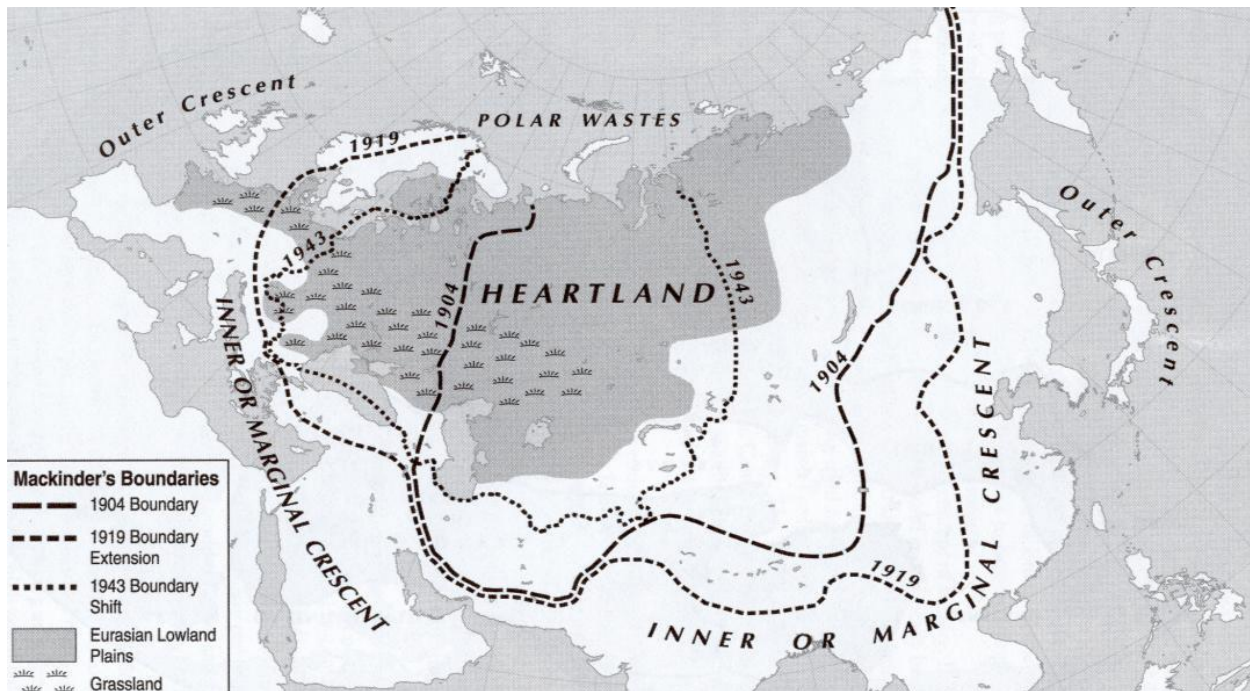 Outer Crescent
POLAR WASTES
1919
1943
1904
HEARTLAND
1943
1904
Outer Crescent
INNER OR MARGINAL CRESCENT
1919
INNER OR MARGINAL CRESCENT
Mackinder's Boundaries
1904 Boundary
1919 Boundary
Extension
1943 Boundary
Shift
Eurasian Lowland
Plains
Grassland